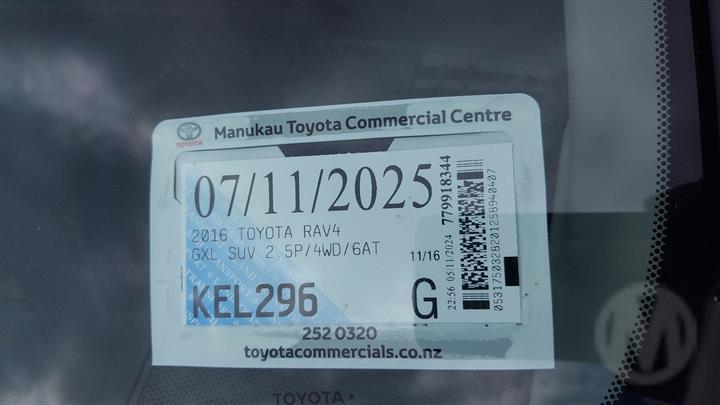 TOYOTA
Manukau Toyota Commercial Centre
07/11/2025
2016 TOYOTA RAV4
GXL SUV 2.5P/4WD/6AT
11/16
KEL296
G
22:56 05/11/2024
779918344
0531750328201258940407
252 0320
toyotacommercials.co.nz
TOYOTA
M